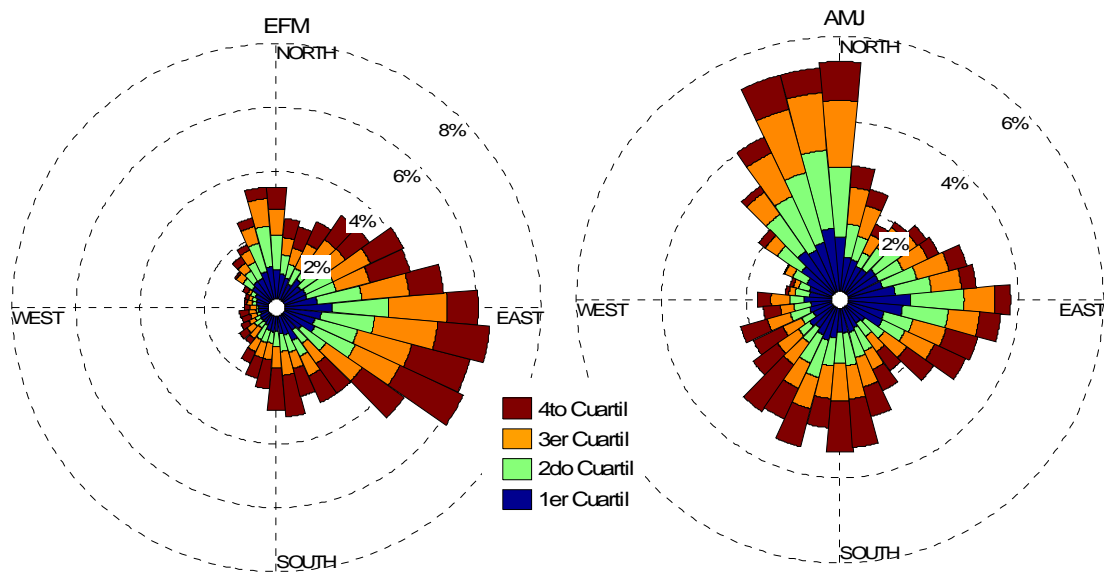 EFM
NORTH
8%
6%
4%
2%
WEST
EAST
SOUTH
AMJ
NORTH
6%
4%
2%
WEST
EAST
SOUTH
4to Cuartil
3er Cuartil
2do Cuartil
1er Cuartil